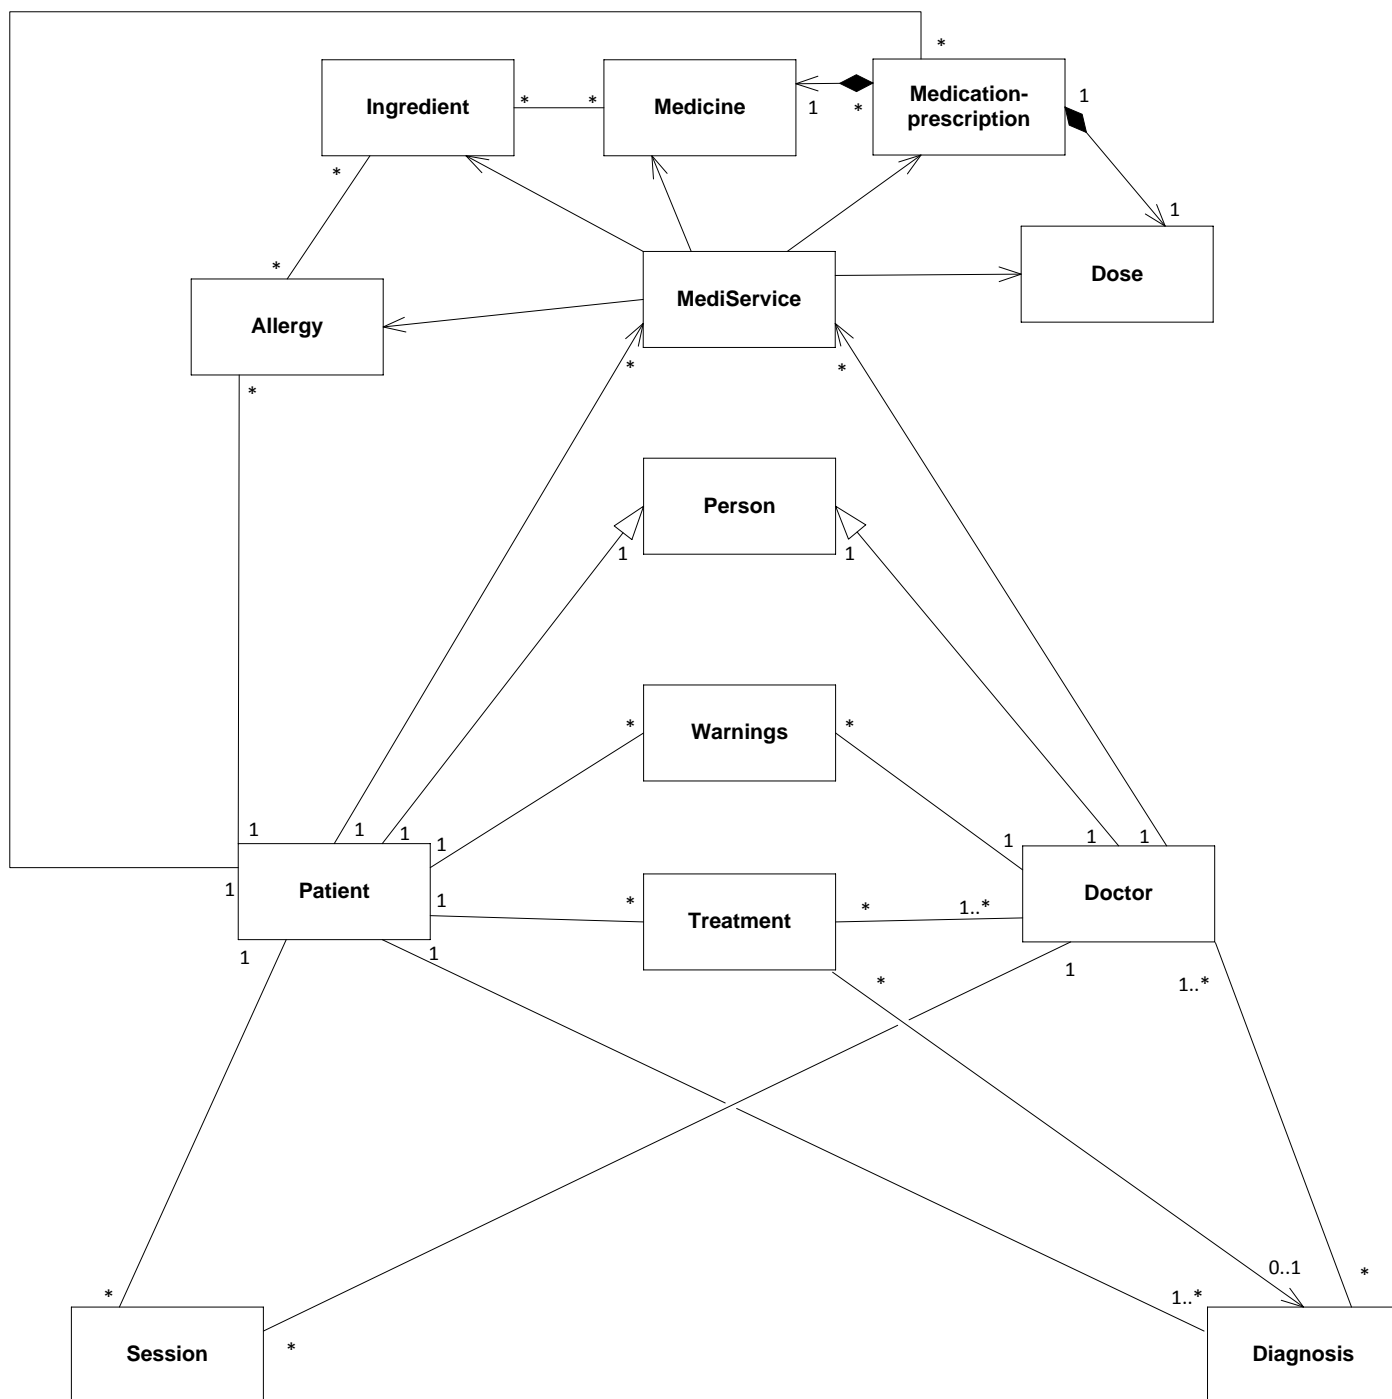 *
Ingredient
*
*
Medicine
1
*
Medication-
prescription
1
*
1
Dose
*
MediService
Allergy
*
*
*
Person
1
1
*
Warnings
*
1
1
1
1
1
1
1
1
Patient
1
*
Treatment
*
1..*
Doctor
1
1
1
*
1
1..*
0..1
*
1..*
*
Session
*
Diagnosis